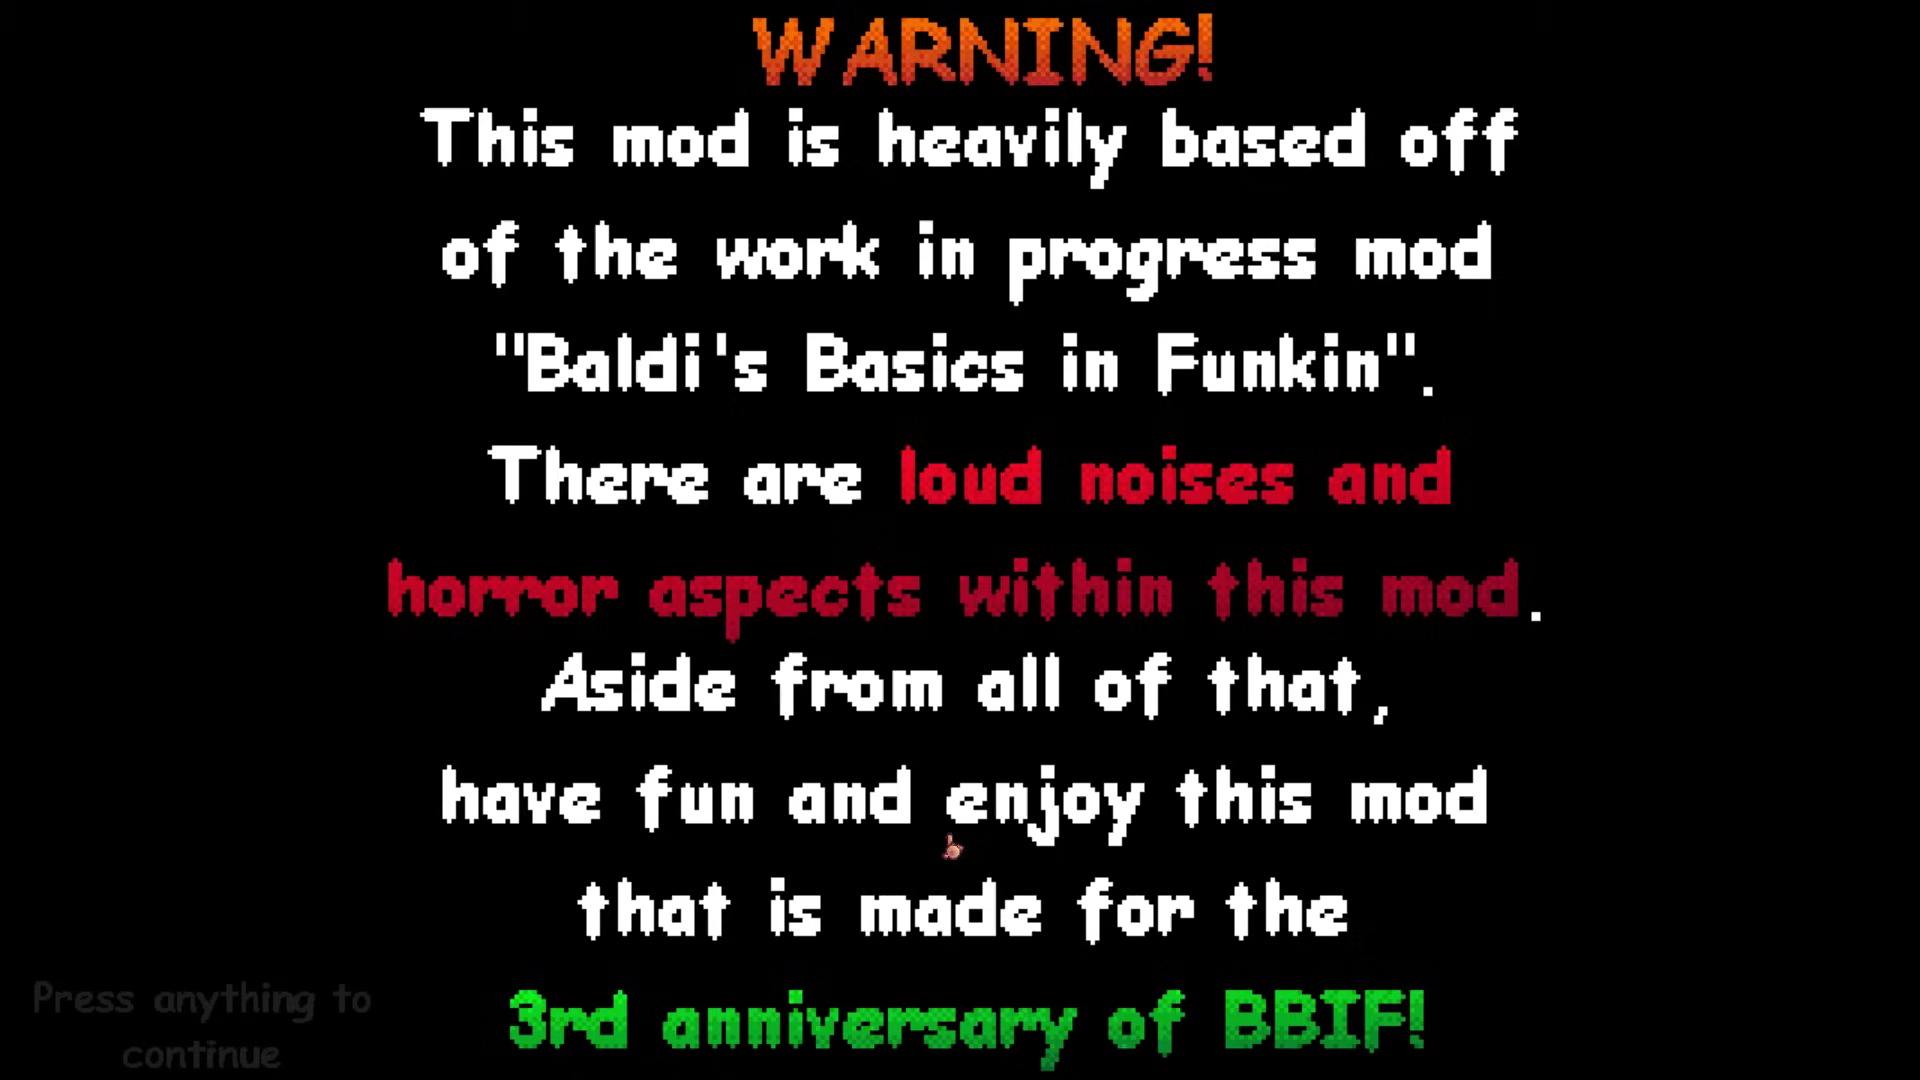 WARNING!
This mod is heavily based off
of the work in progress mod
"Baldi's Basics in Funkin".
There are loud noises and
horror aspects within this mod.
Aside from all of that,
have fun and enjoy this mod
that is made for the
3rd anniversary of BBIF!
Press anything to
continue